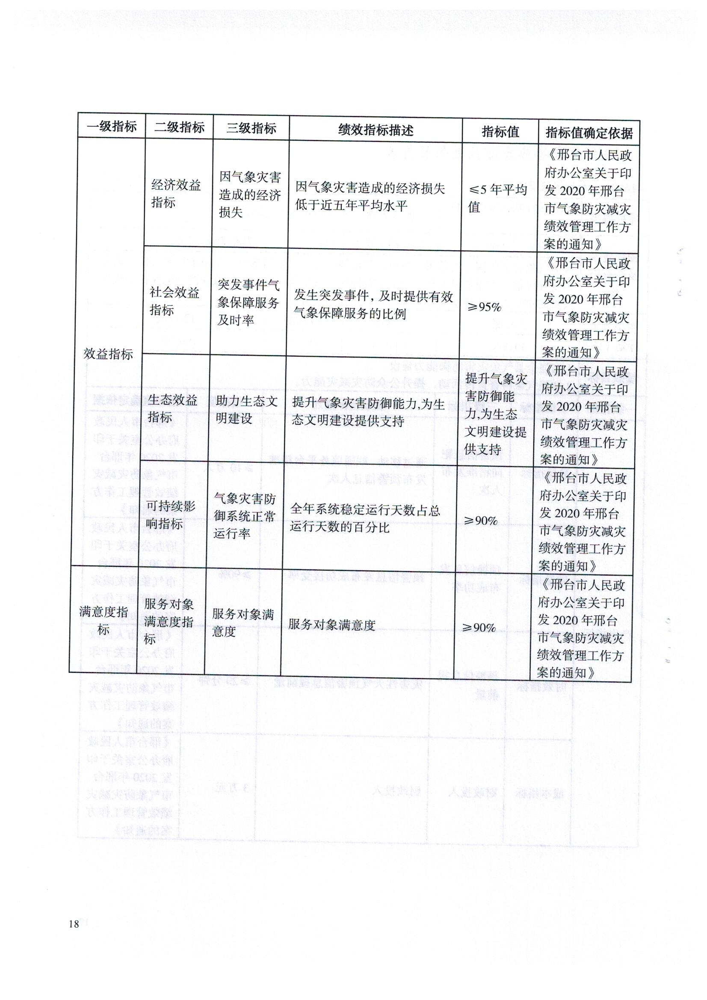 一级指标 二级指标 三级指标 绩效指标描述 指标值 指标值确定依据
效益指标
经济效益
指标
因气象灾害
造成的经济
损失
因气象灾害造成的经济损失
低于近五年平均水平
≤5 年平均
值
《邢台市人民政
府办公室关于印
发 2020 年邢台
市气象防灾减灾
绩效管理工作方
案的通知》
社会效益
指标
突发事件气
象保障服务
及时率
发生突发事件，及时提供有效
气象保障服务的比例
≥95%
《邢台市人民政
府办公室关于印
发 2020 年邢台
市气象防灾减灾
绩效管理工作方
案的通知》
生态效益
指标
助力生态文
明建设
提升气象灾害防御能力,为生
态文明建设提供支持
提升气象灾
害防御能
力,为生态
文明建设提
供支持
《邢台市人民政
府办公室关于印
发 2020 年邢台
市气象防灾减灾
绩效管理工作方
案的通知》
可持续影
响指标
气象灾害防
御系统正常
运行率
全年系统稳定运行天数占总
运行天数的百分比
≥90%
《邢台市人民政
府办公室关于印
发 2020 年邢台
市气象防灾减灾
绩效管理工作方
案的通知》
满意度指
标
服务对象
满意度指
标
服务对象满
意度
服务对象满意度
≥90%
《邢台市人民政
府办公室关于印
发 2020 年邢台
市气象防灾减灾
绩效管理工作方
案的通知》
18